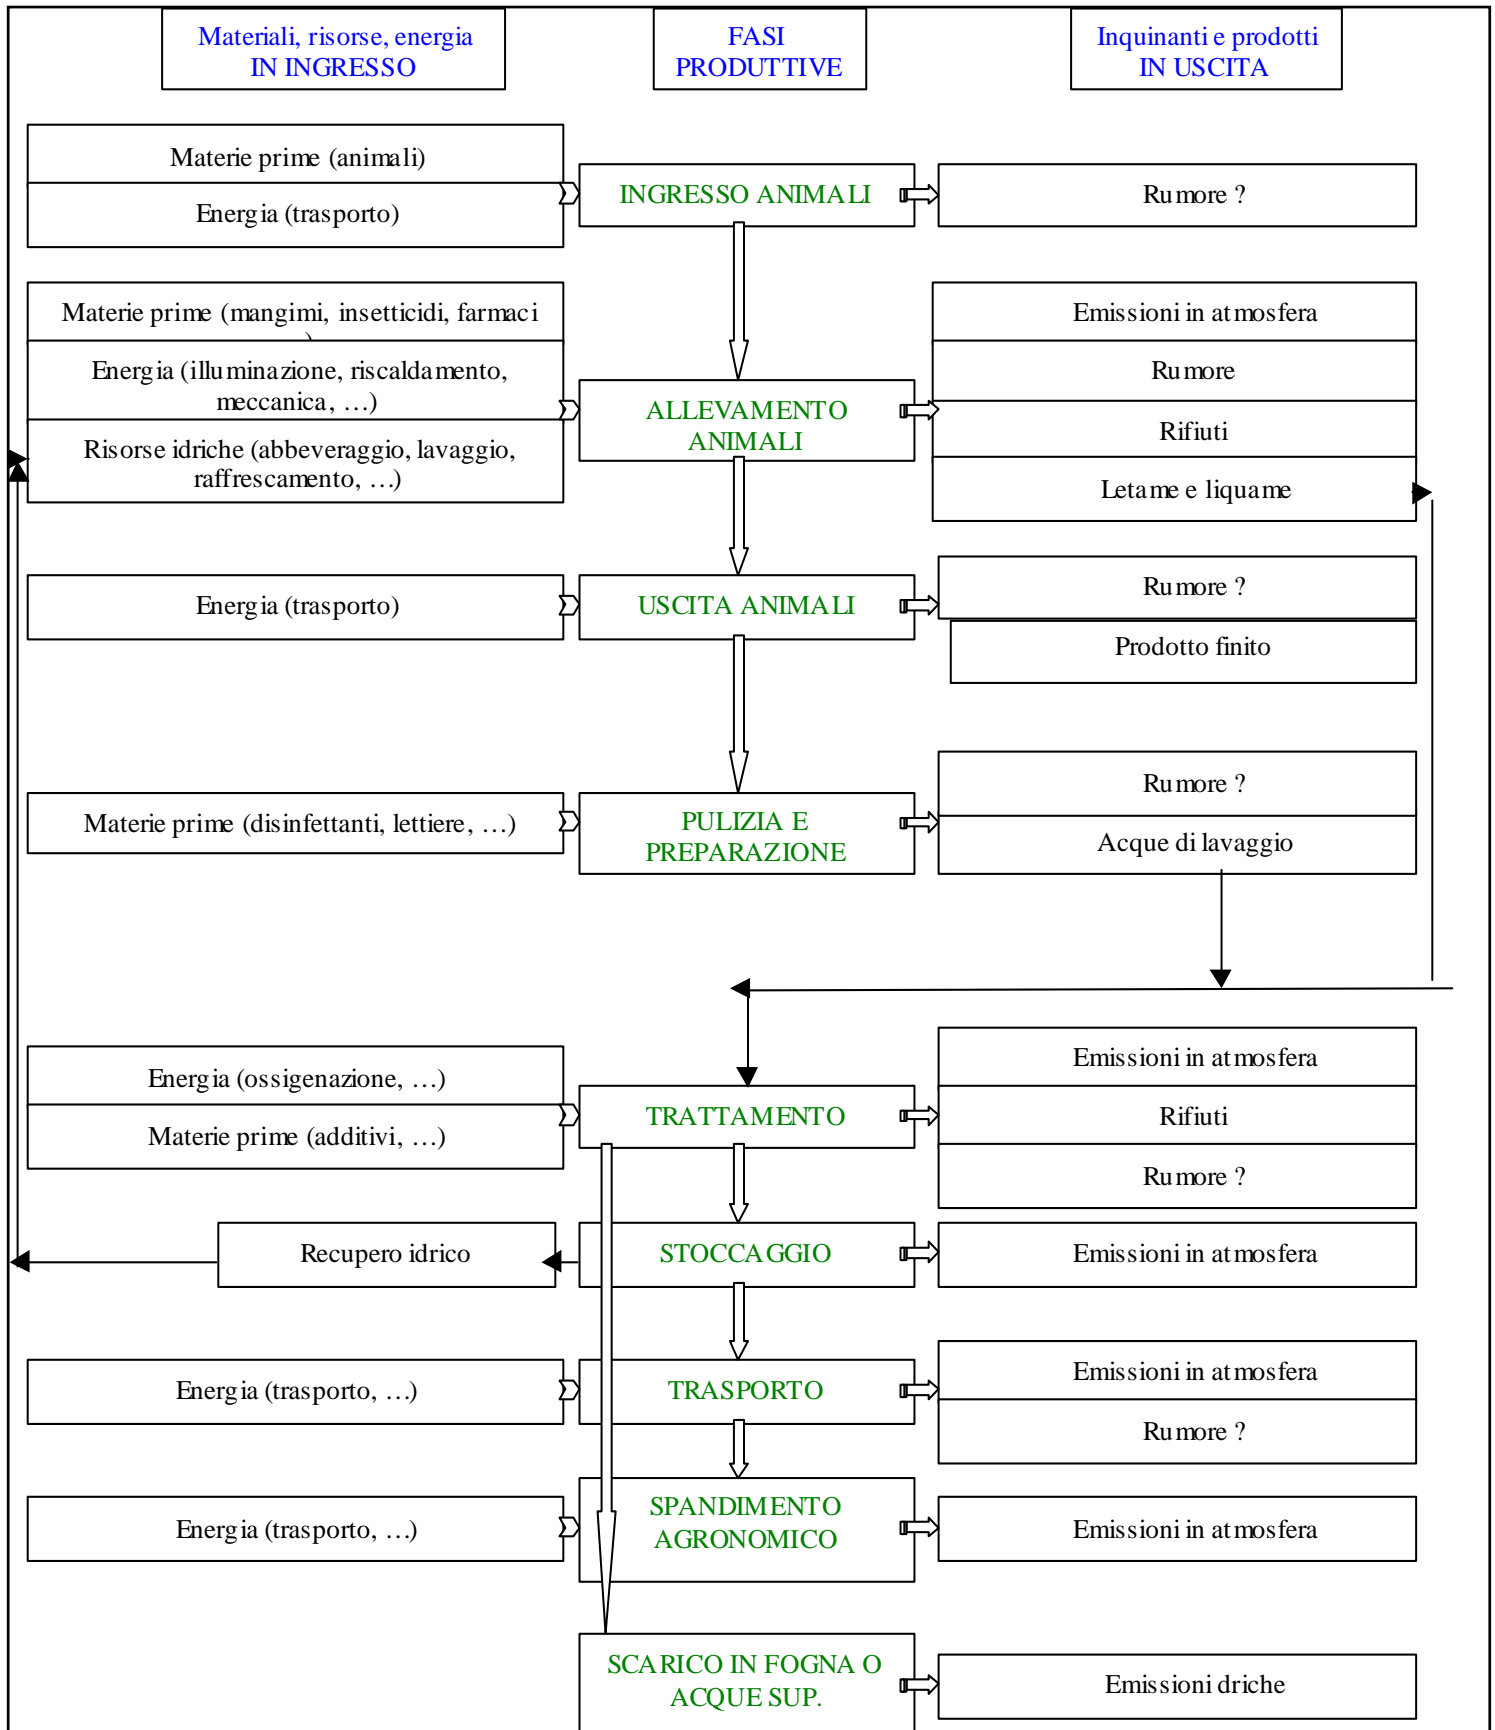 Materiali, risorse, energia
IN INGRESSO
FASI
PRODUTTIVE
Inquinanti e prodotti
IN USCITA
Materie prime (animali)
Energia (trasporto)
INGRESSO ANIMALI
Rumore ?
Materie prime (mangimi, insetticidi, farmaci
Energia (illuminazione, riscaldamento,
meccanica, …)
Risorse idriche (abbeveraggio, lavaggio,
raffrescamento, …)
ALLEVAMENTO
ANIMALI
Emissioni in atmosfera
Rumore
Rifiuti
Letame e liquame
Energia (trasporto)
USCITA ANIMALI
Rumore ?
Prodotto finito
Materie prime (disinfettanti, lettiere, …)
PULIZIA E
PREPARAZIONE
Rumore ?
Acque di lavaggio
Energia (ossigenazione, …)
Materie prime (additivi, …)
TRATTAMENTO
Emissioni in atmosfera
Rifiuti
Rumore ?
Recupero idrico
STOCCAGGIO
Emissioni in atmosfera
Energia (trasporto, …)
TRASPORTO
Emissioni in atmosfera
Rumore ?
Energia (trasporto, …)
SPANDIMENTO
AGRONOMICO
Emissioni in atmosfera
SCARICO IN FOGNA O
ACQUE SUP.
Emissioni driche